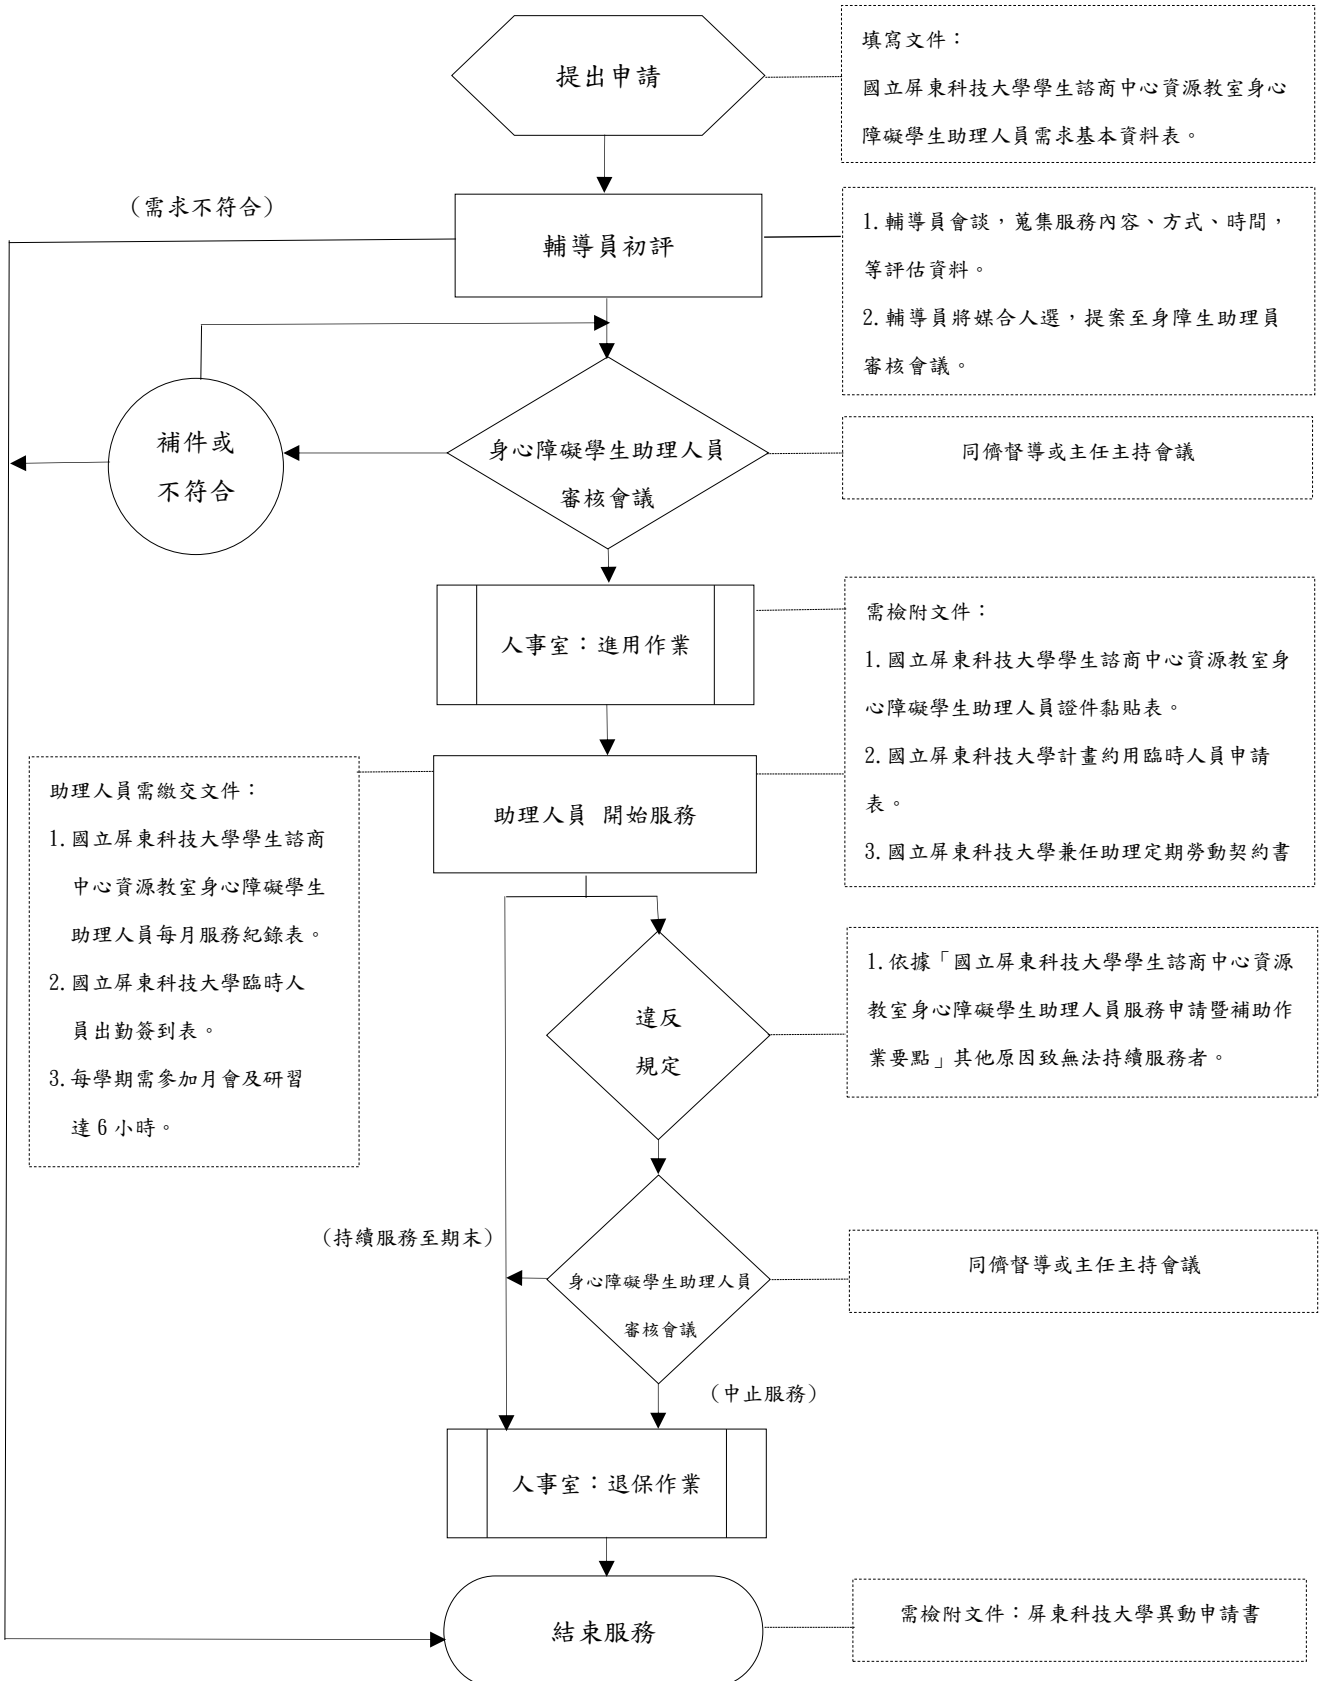 提出申請
填寫文件：
國立屏東科技大學學生諮商中心資源教室身心
障礙學生助理人員需求基本資料表。
（需求不符合）
輔導員初評
1.輔導員會談，蒐集服務內容、方式、時間，
等評估資料。
2.輔導員將媒合人選，提案至身障生助理員
審核會議。
補件或
不符合
身心障礙學生助理人員
審核會議
同儕督導或主任主持會議
人事室：進用作業
需檢附文件：
1.國立屏東科技大學學生諮商中心資源教室身
心障礙學生助理人員證件黏貼表。
2.國立屏東科技大學計畫約用臨時人員申請
表。
3.國立屏東科技大學兼任助理定期勞動契約書
助理人員 開始服務
助理人員需繳交文件：
1.國立屏東科技大學學生諮商
中心資源教室身心障礙學生
助理人員每月服務紀錄表。
2.國立屏東科技大學臨時人
員出勤簽到表。
3.每學期需參加月會及研習
達 6 小時。
違反
規定
1.依據「國立屏東科技大學學生諮商中心資源
教室身心障礙學生助理人員服務申請暨補助作
業要點」其他原因致無法持續服務者。
（持續服務至期末）
身心障礙學生助理人員
審核會議
同儕督導或主任主持會議
（中止服務）
人事室：退保作業
結束服務
需檢附文件：屏東科技大學異動申請書